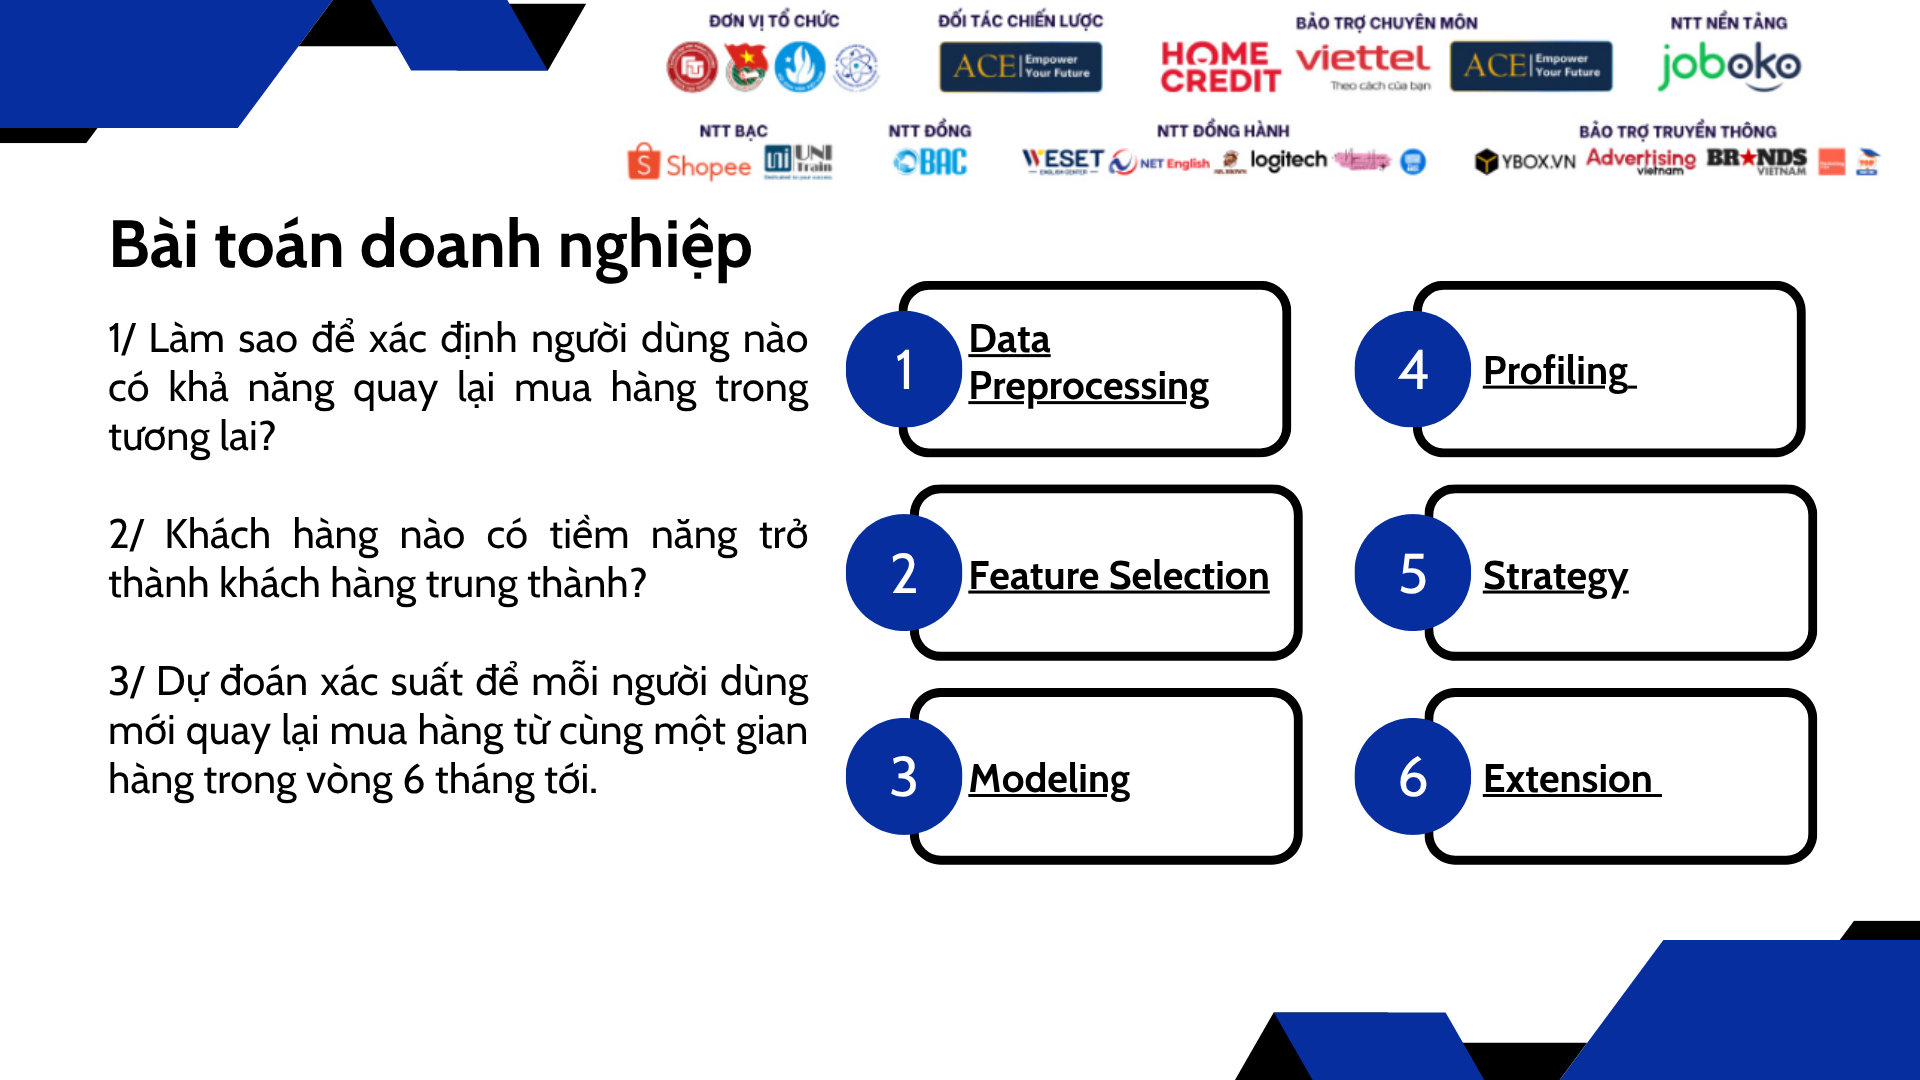 ĐƠN VỊ TỔ CHỨC
ĐỐI TÁC CHIẾN LƯỢC
BẢO TRỢ CHUYÊN MÔN
NTT NỀN TẢNG
ACE Empower
Your Future
HOME
CREDIT
viettel
Theo cách của bạn
ACE Empower
Your Future
joboko
NTT BẠC
NTT ĐỒNG
NTT ĐỒNG HÀNH
BẢO TRỢ TRUYỀN THÔNG
Shopee
uni UNI
Train
BAC
WESET
ENGLISH CENTER
NET English
logitech
YBOX.VN
Advertising
vietnam
BRANDS
VIETNAM
Bài toán doanh nghiệp
1/ Làm sao để xác định người dùng nào
có khả năng quay lại mua hàng trong
tương lai?
2/ Khách hàng nào có tiềm năng trở
thành khách hàng trung thành?
3/ Dự đoán xác suất để mỗi người dùng
mới quay lại mua hàng từ cùng một gian
hàng trong vòng 6 tháng tới.
1
Data
Preprocessing
2
Feature Selection
3
Modeling
4
Profiling
5
Strategy
6
Extension